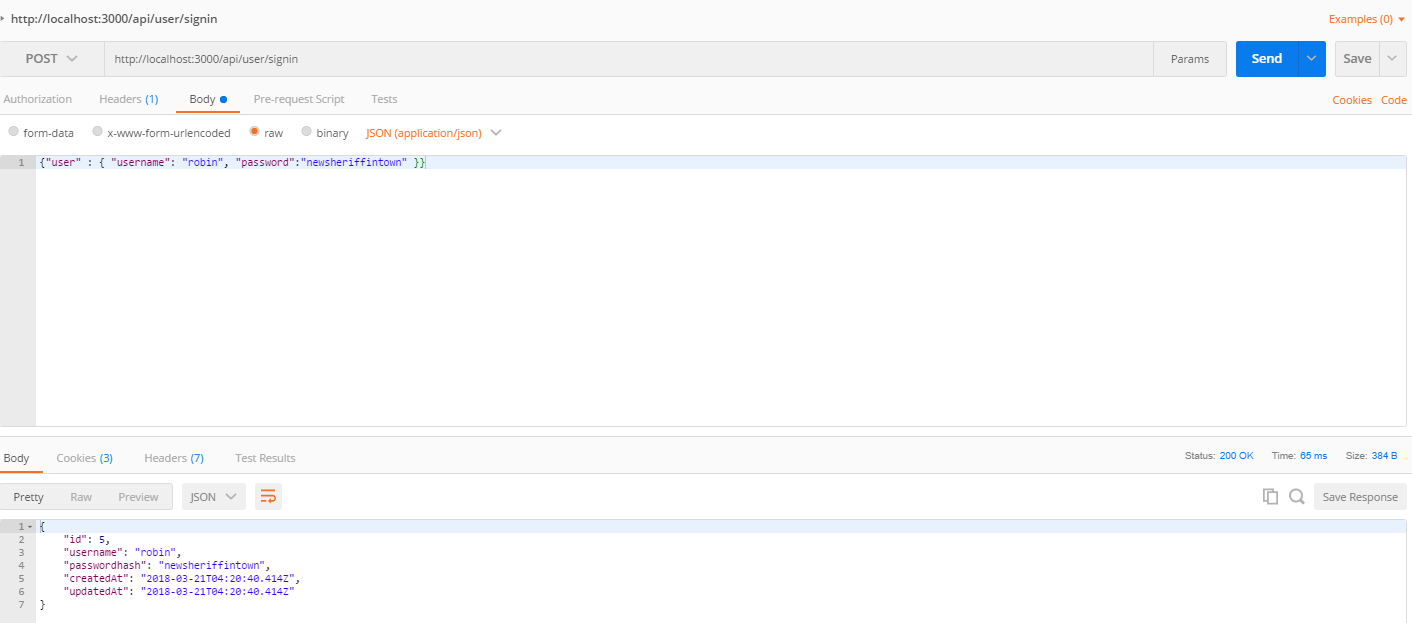 http://localhost:3000/api/user/signin Examples (0)
POST http://localhost:3000/api/user/signin Params Send Save
Authorization Headers (1) Body Pre-request Script Tests Cookies Code
form-data x-www-form-urlencoded raw binary JSON (application/json)
1 {"user" : { "username": "robin", "password":"newsheriffintown" }}
Body Cookies (3) Headers (7) Test Results Status: 200 OK Time: 65 ms Size: 384 B
Pretty Raw Preview JSON Save Response
1 {
2 "id": 5,
3 "username": "robin",
4 "passwordhash": "newsheriffintown",
5 "createdAt": "2018-03-21T04:20:40.414Z",
6 "updatedAt": "2018-03-21T04:20:40.414Z"
7 }